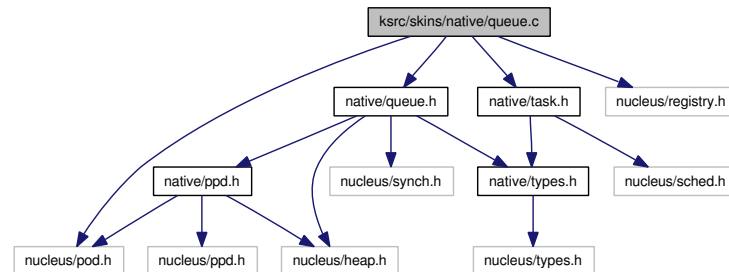 ksrc/skins/native/queue.c
native/queue.h
native/task.h
nucleus/registry.h
native/ppd.h
nucleus/synch.h
native/types.h
nucleus/sched.h
nucleus/pod.h
nucleus/ppd.h
nucleus/heap.h
nucleus/types.h